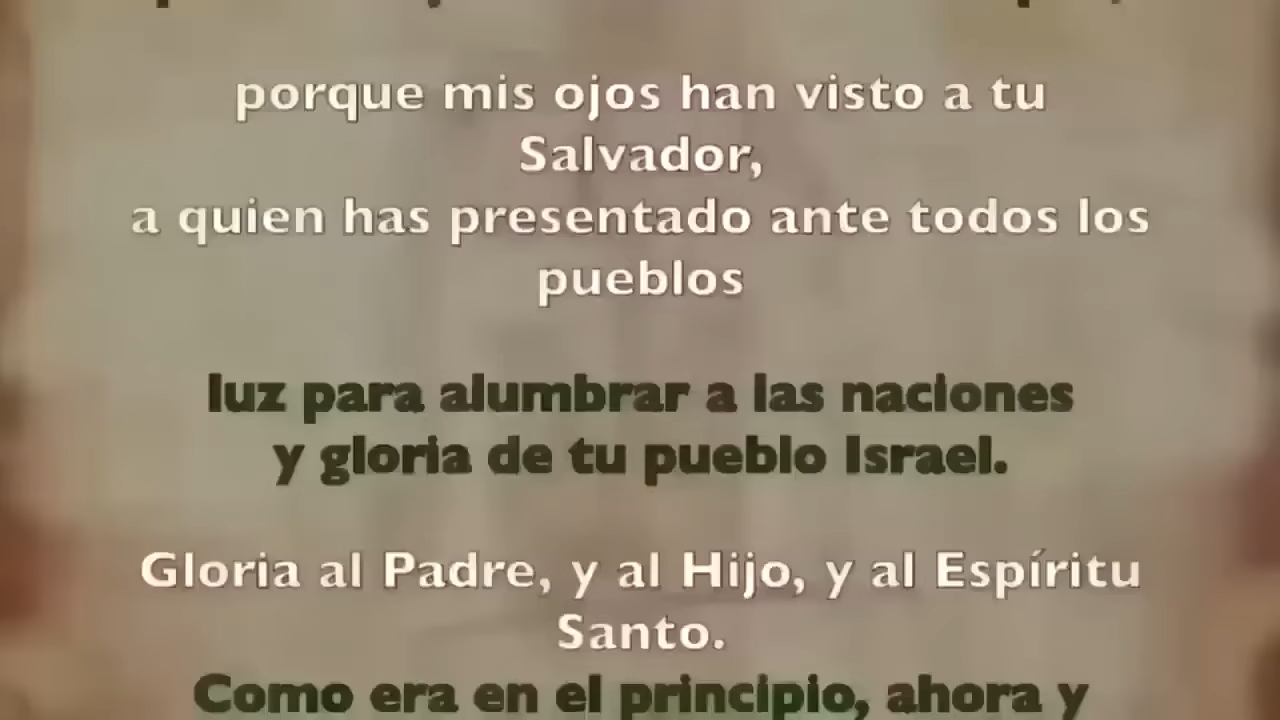 porque mis ojos han visto a tu
Salvador,
a quien has presentado ante todos los
pueblos
luz para alumbrar a las naciones
y gloria de tu pueblo Israel.
Gloria al Padre, y al Hijo, y al Espíritu
Santo.
Como era en el principio, ahora y